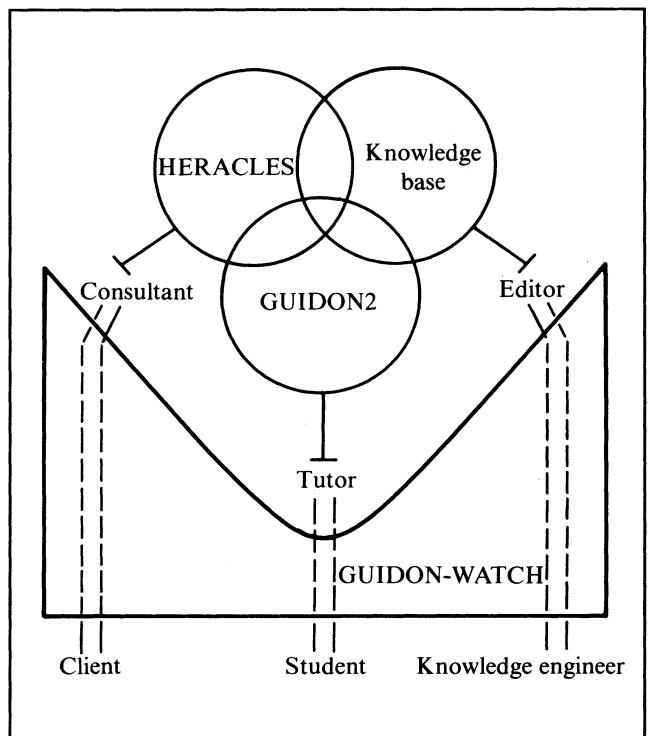 HERACLES
Knowledge
base
Consultant
GUIDON2
Editor
Tutor
GUIDON-WATCH
Client
Student
Knowledge engineer